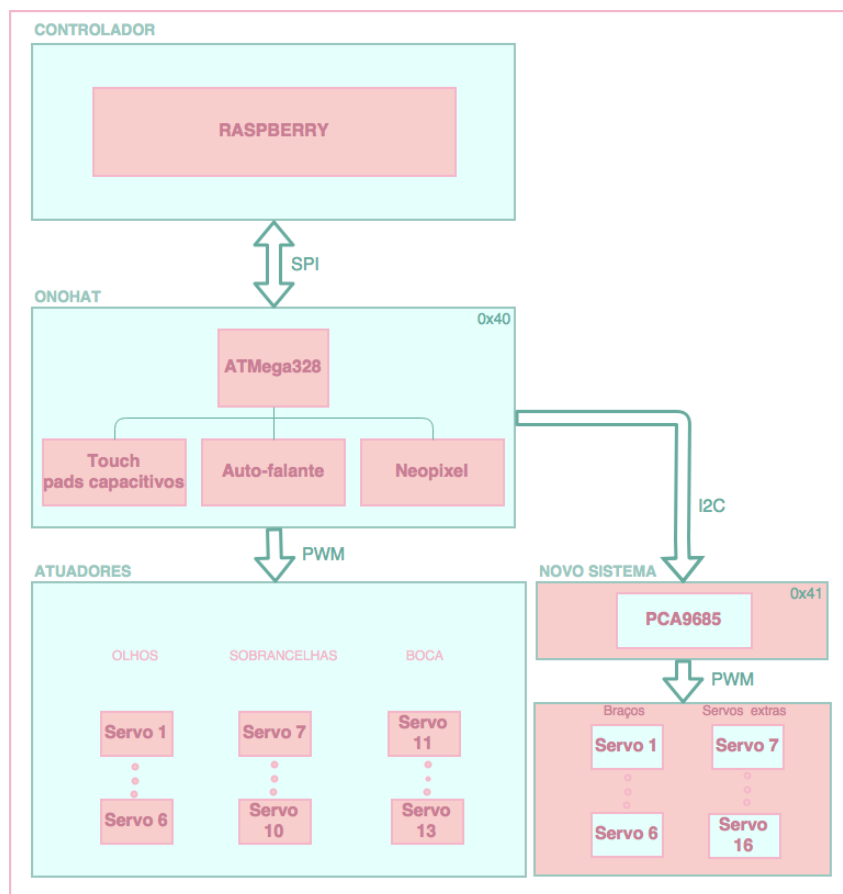 CONTROLADOR
RASPBERRY
SPI
ONOHAT
0x40
ATMega328
Touch
pads capacitivos
Auto-falante
Neopixel
I2C
PWM
ATUADORES
OLHOS
SOBRANCELHAS
BOCA
Servo 1
Servo 7
Servo
11
Servo 6
Servo
10
Servo
13
NOVO SISTEMA
0x41
PCA9685
PWM
Braços
Servos extras
Servo 1
Servo 7
Servo 6
Servo
16